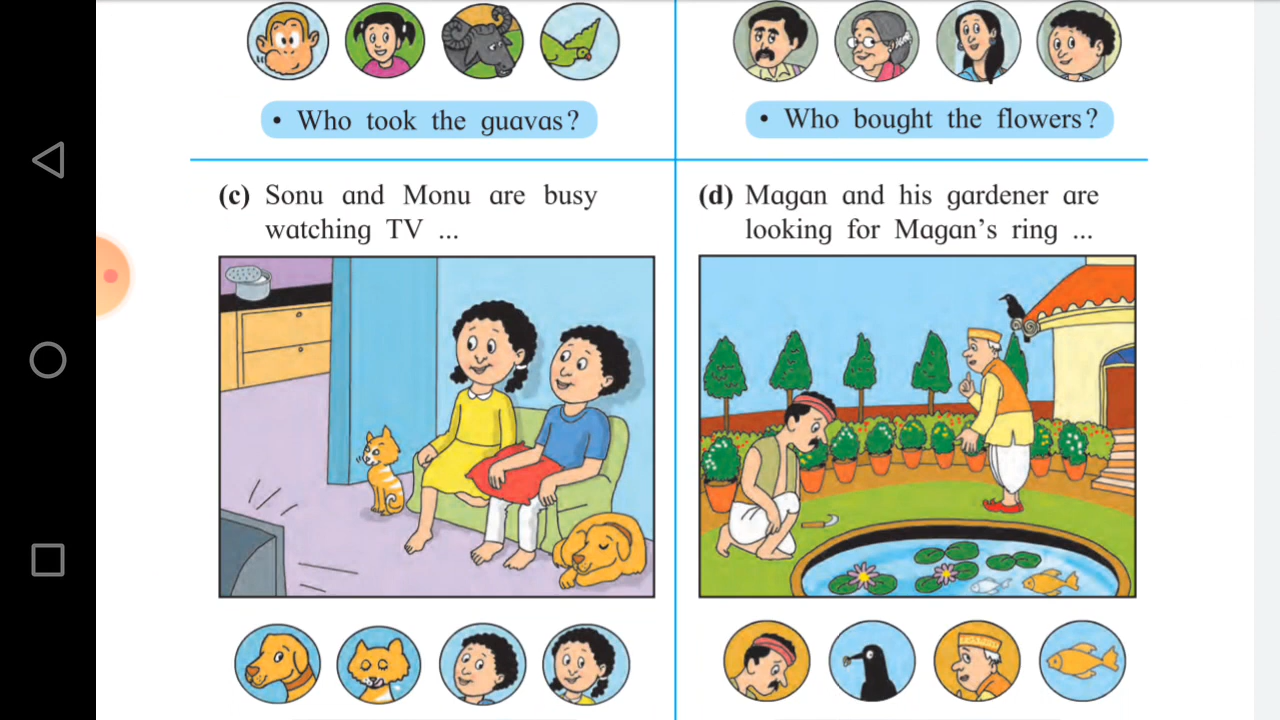 • Who took the guavas?
• Who bought the flowers?
(c) Sonu and Monu are busy
watching TV ...
(d) Magan and his gardener are
looking for Magan's ring ...